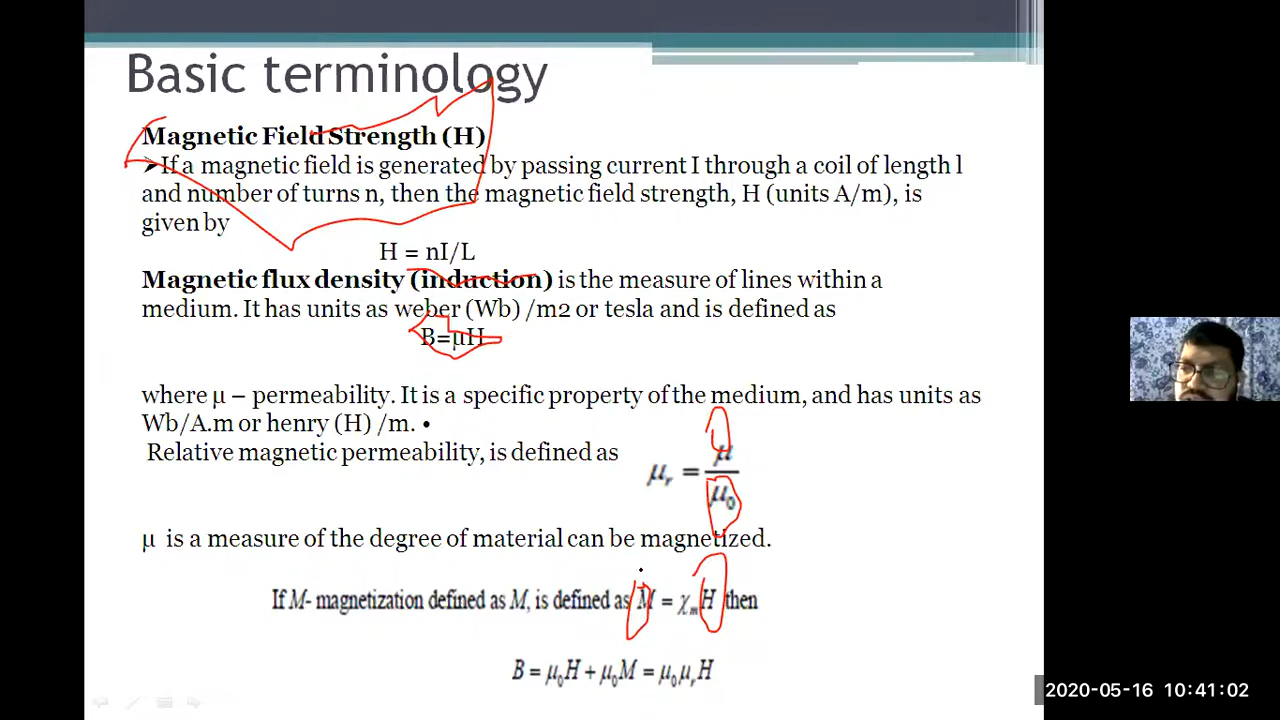 Basic terminology
Magnetic Field Strength (H)
➤If a magnetic field is generated by passing current I through a coil of length l
and number of turns n, then the magnetic field strength, H (units A/m), is
given by
H = nI/L
Magnetic flux density (induction) is the measure of lines within a
medium. It has units as weber (Wb) /m2 or tesla and is defined as
B=μH
where μ – permeability. It is a specific property of the medium, and has units as
Wb/A.m or henry (H) /m. •
Relative magnetic permeability, is defined as
μr = μ/μ0
μ is a measure of the degree of material can be magnetized.
If M- magnetization defined as M, is defined as M = χm H then
B = μ0H + μ0M = μ0μrH
2020-05-16 10:41:02